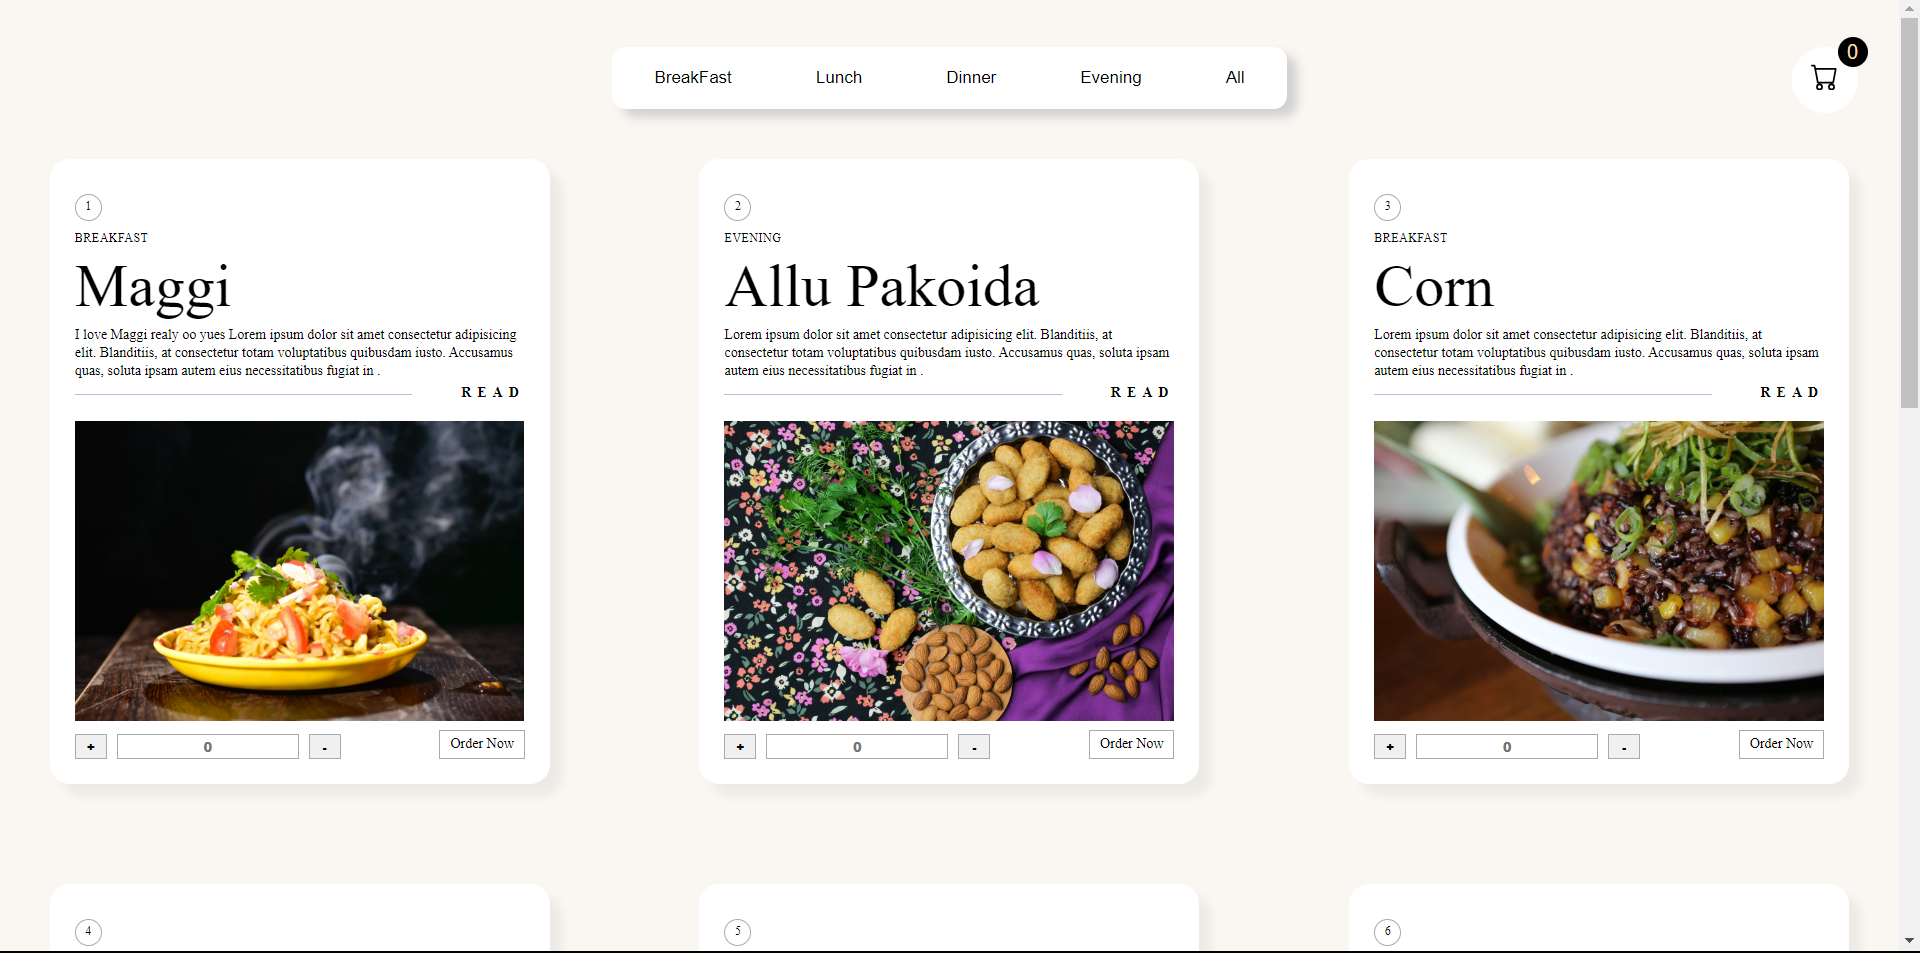 BreakFast Lunch Dinner Evening All
0
1
BREAKFAST
Maggi
I love Maggi realy oo yues Lorem ipsum dolor sit amet consectetur adipisicing
elit. Blanditiis, at consectetur totam voluptatibus quibusdam iusto. Accusamus
quas, soluta ipsam autem eius necessitatibus fugiat in .
READ
+ 0 - Order Now
2
EVENING
Allu Pakoida
Lorem ipsum dolor sit amet consectetur adipisicing elit. Blanditiis, at
consectetur totam voluptatibus quibusdam iusto. Accusamus quas, soluta ipsam
autem eius necessitatibus fugiat in .
READ
+ 0 - Order Now
3
BREAKFAST
Corn
Lorem ipsum dolor sit amet consectetur adipisicing elit. Blanditiis, at
consectetur totam voluptatibus quibusdam iusto. Accusamus quas, soluta ipsam
autem eius necessitatibus fugiat in .
READ
+ 0 - Order Now
4
5
6